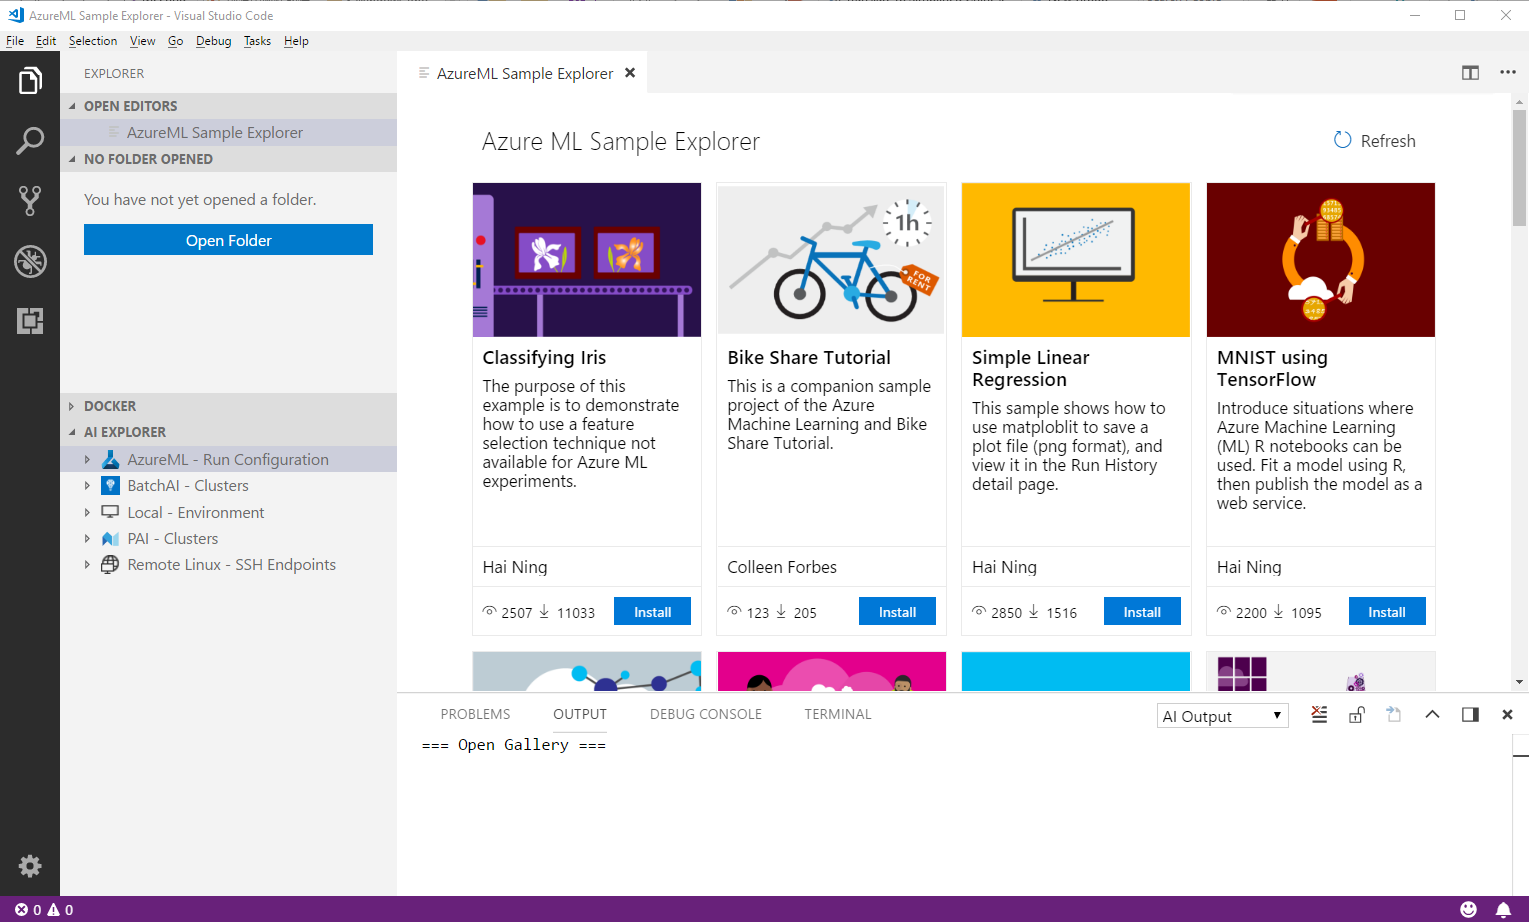 AzureML Sample Explorer - Visual Studio Code
File Edit Selection View Go Debug Tasks Help
EXPLORER
OPEN EDITORS
AzureML Sample Explorer
NO FOLDER OPENED
You have not yet opened a folder.
Open Folder
DOCKER
AI EXPLORER
AzureML - Run Configuration
BatchAI - Clusters
Local - Environment
PAI - Clusters
Remote Linux - SSH Endpoints
AzureML Sample Explorer
Azure ML Sample Explorer
Refresh
Classifying Iris
The purpose of this
example is to demonstrate
how to use a feature
selection technique not
available for Azure ML
experiments.
Hai Ning
2507 11033 Install
1h
FOR
RENT
Bike Share Tutorial
This is a companion sample
project of the Azure
Machine Learning and Bike
Share Tutorial.
Colleen Forbes
123 205 Install
Simple Linear
Regression
This sample shows how to
use matploblit to save a
plot file (png format), and
view it in the Run History
detail page.
Hai Ning
2850 1516 Install
MNIST using
TensorFlow
Introduce situations where
Azure Machine Learning
(ML) R notebooks can be
used. Fit a model using R,
then publish the model as a
web service.
Hai Ning
2200 1095 Install
PROBLEMS OUTPUT DEBUG CONSOLE TERMINAL
AI Output
=== Open Gallery ===
0 0